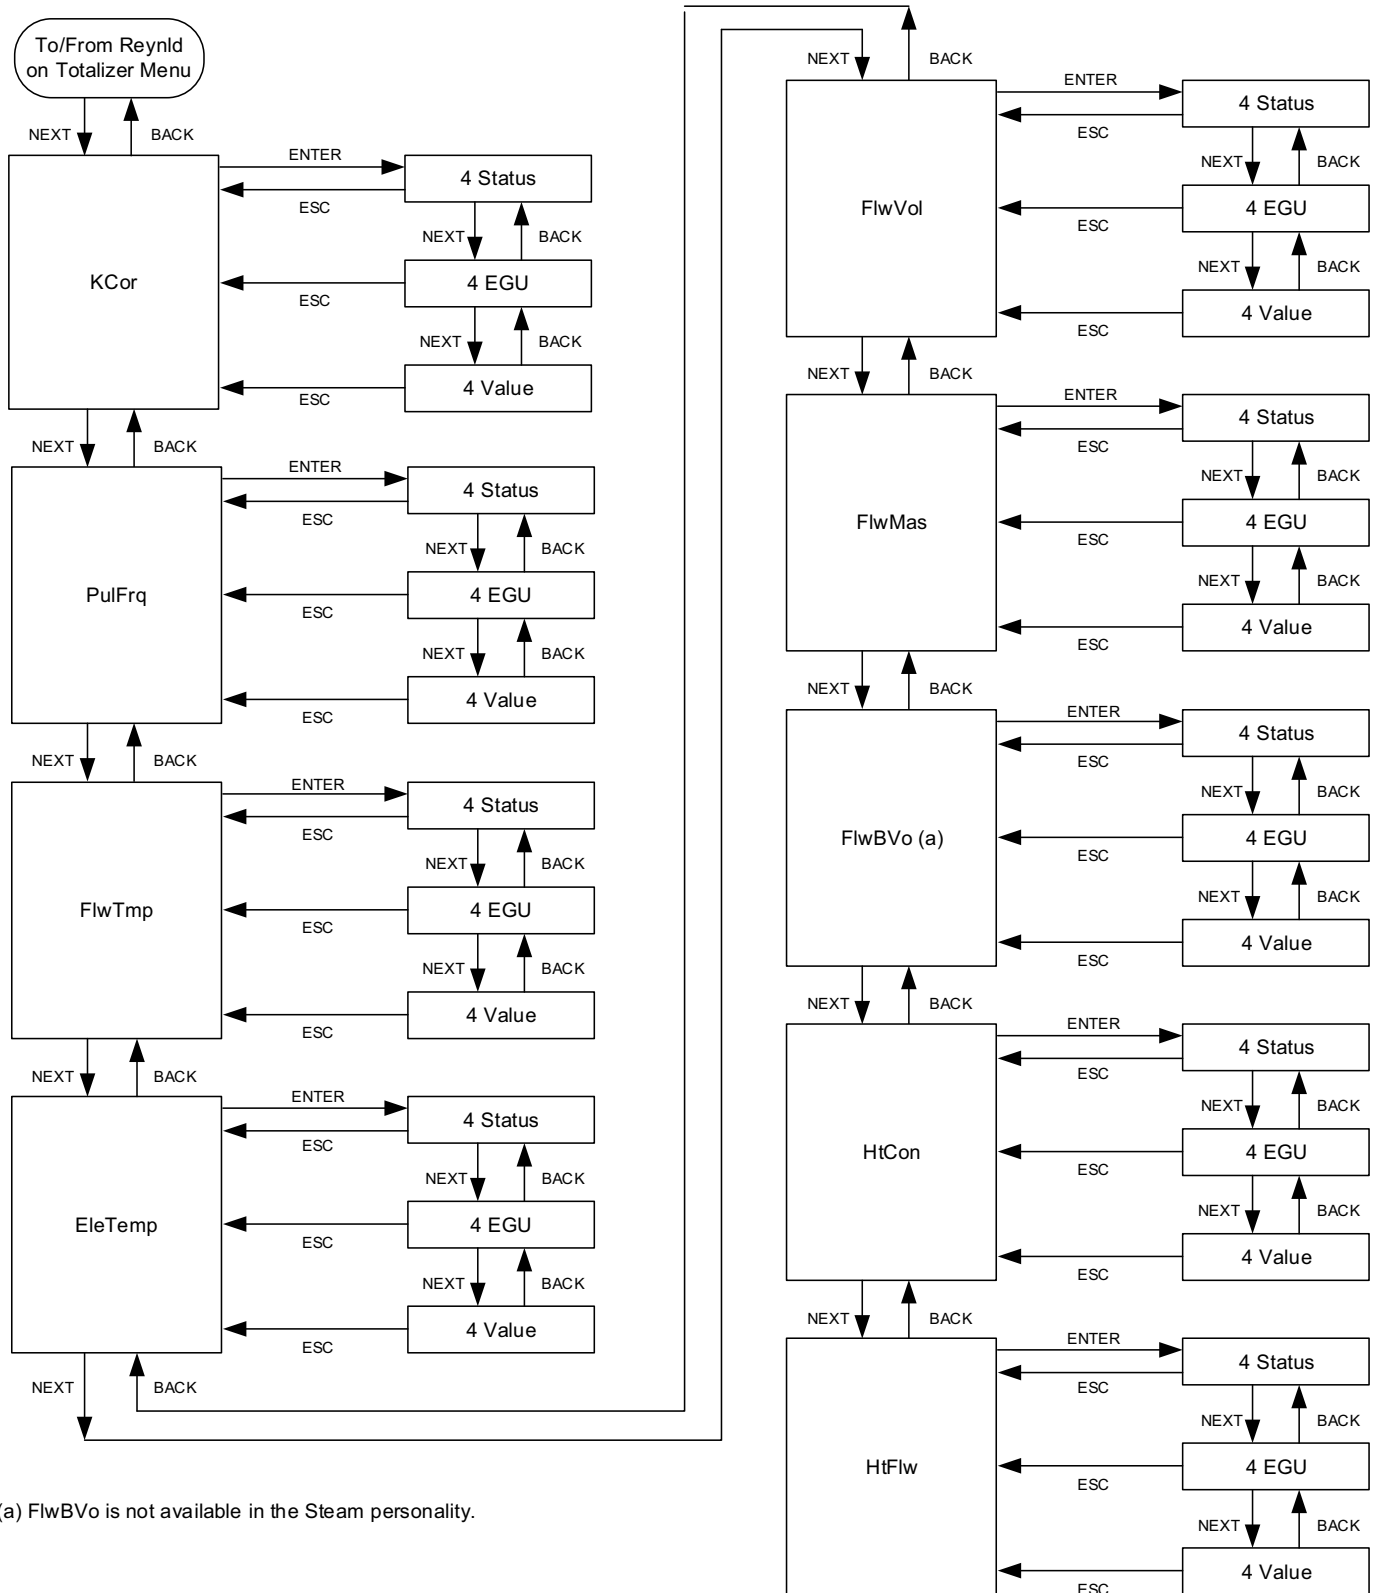 To/From ReynId
on Totalizer Menu
NEXT
BACK
KCor
ENTER
4 Status
ESC
NEXT
BACK
4 EGU
ESC
NEXT
BACK
4 Value
ESC
NEXT
BACK
PulFrq
ENTER
4 Status
ESC
NEXT
BACK
4 EGU
ESC
NEXT
BACK
4 Value
ESC
NEXT
BACK
FlwTmp
ENTER
4 Status
ESC
NEXT
BACK
4 EGU
ESC
NEXT
BACK
4 Value
ESC
NEXT
BACK
EleTemp
ENTER
4 Status
ESC
NEXT
BACK
4 EGU
ESC
NEXT
BACK
4 Value
ESC
NEXT
BACK
(a) FlwBVo is not available in the Steam personality.
NEXT
BACK
FlwVol
ENTER
4 Status
ESC
NEXT
BACK
4 EGU
ESC
NEXT
BACK
4 Value
ESC
NEXT
BACK
FlwMas
ENTER
4 Status
ESC
NEXT
BACK
4 EGU
ESC
NEXT
BACK
4 Value
ESC
NEXT
BACK
FlwBVo (a)
ENTER
4 Status
ESC
NEXT
BACK
4 EGU
ESC
NEXT
BACK
4 Value
ESC
NEXT
BACK
HtCon
ENTER
4 Status
ESC
NEXT
BACK
4 EGU
ESC
NEXT
BACK
4 Value
ESC
NEXT
BACK
HtFlw
ENTER
4 Status
ESC
NEXT
BACK
4 EGU
ESC
NEXT
BACK
4 Value
ESC